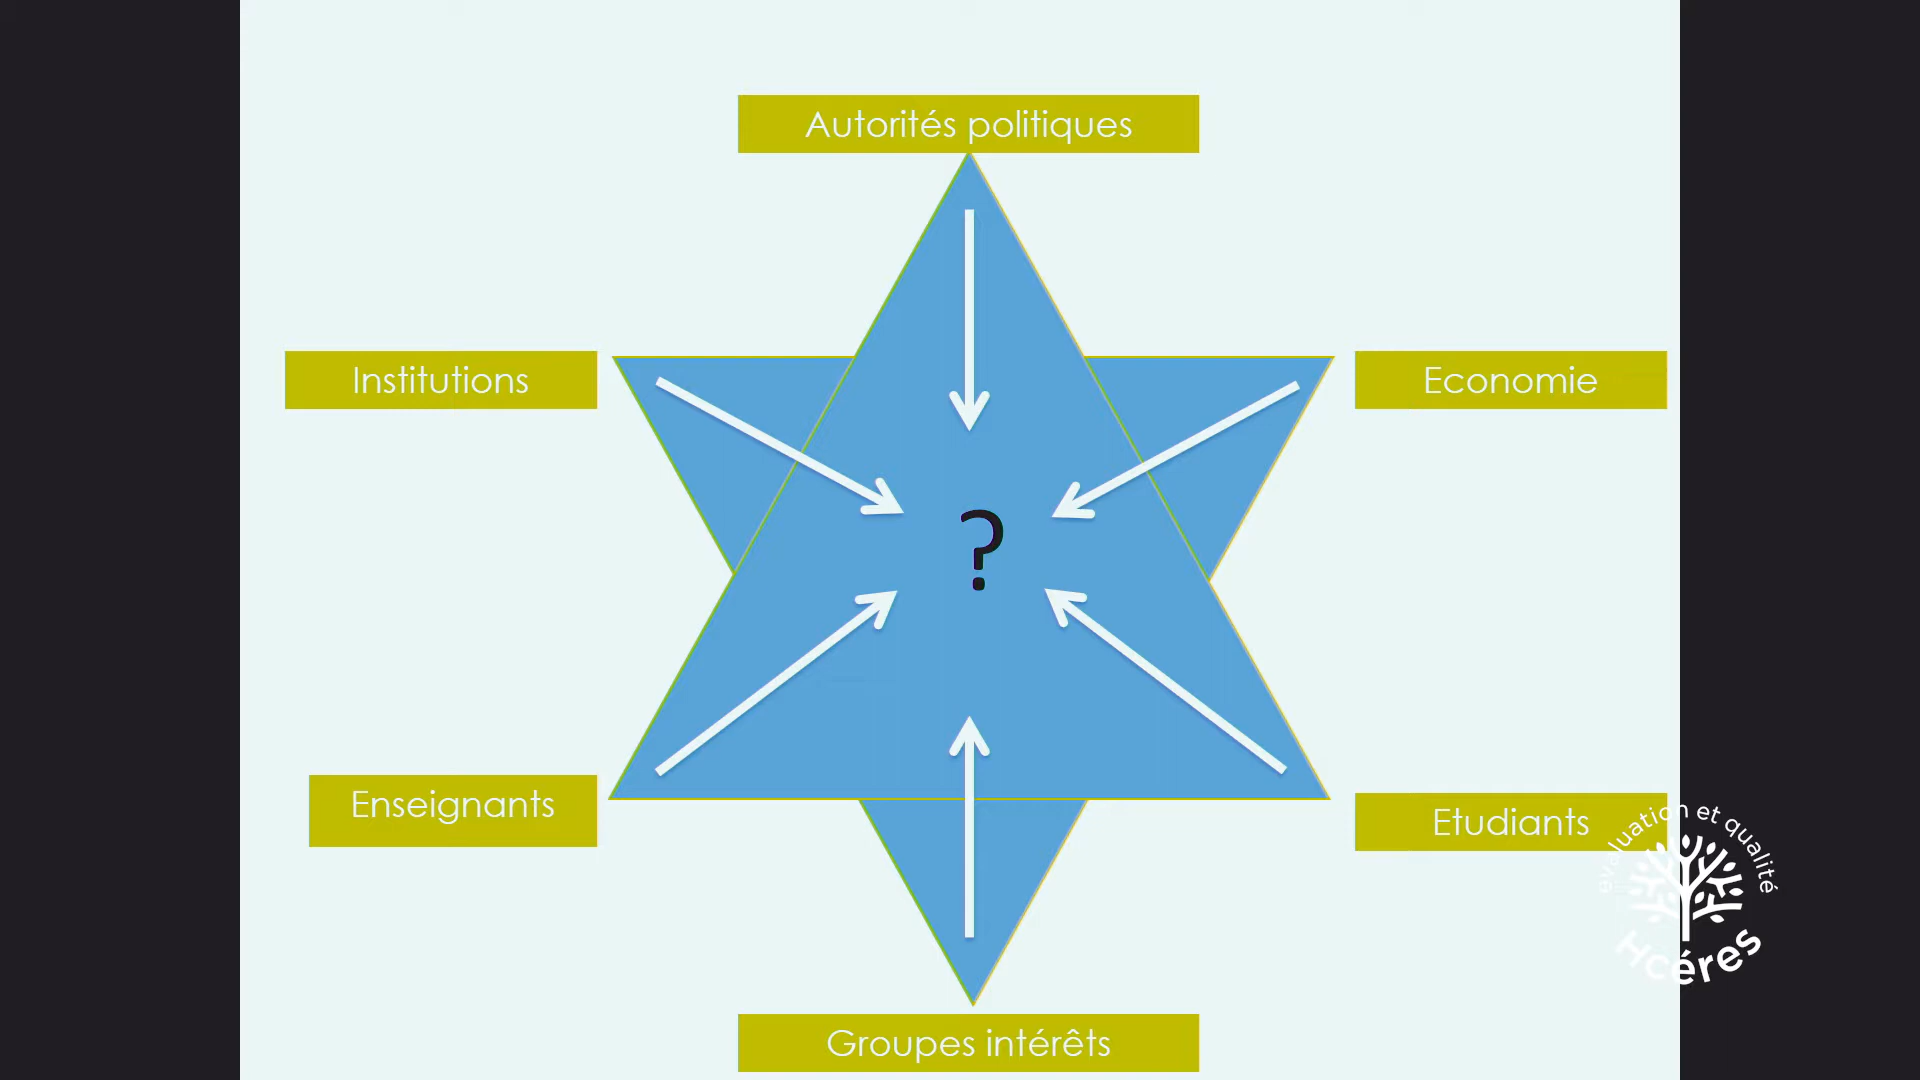 Autorités politiques
Institutions
Economie
?
Enseignants
Etudiants
évaluation et qualité
Hcéres
Groupes intérêts